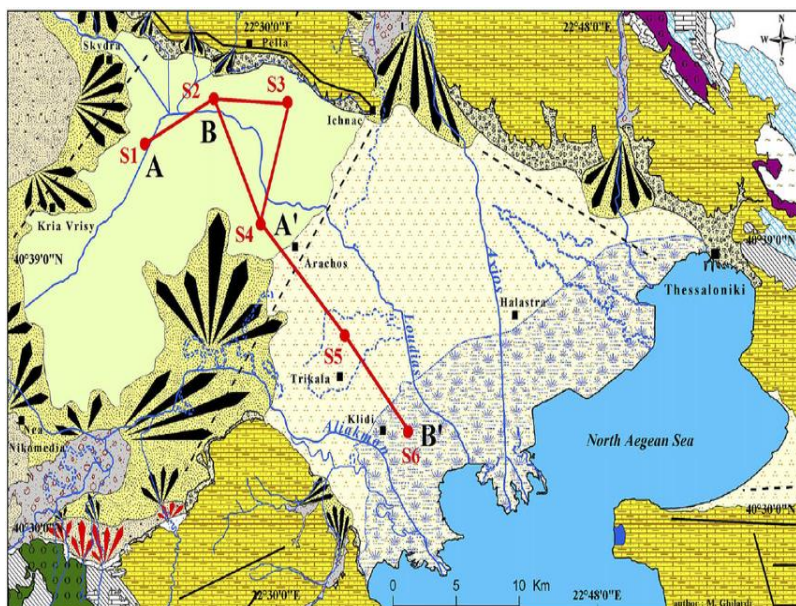 22°30'0"E
22°48'0"E
N
W
E
S
Skydra
Pella
S2
S3
Ichnae
S1
B
A
Kria Vrisy
S4
A'
40°39'0"N
40°39'0"N
Arachos
Axios
Thessaloniki
Halastra
Loudias
S5
Trikala
Nea
Nikomedia
Klidi
Aliakmon
B'
S6
North Aegean Sea
40°30'0"N
40°30'0"N
22°30'0"E
0 5 10 Km
22°48'0"E
author: M. Ghilardi